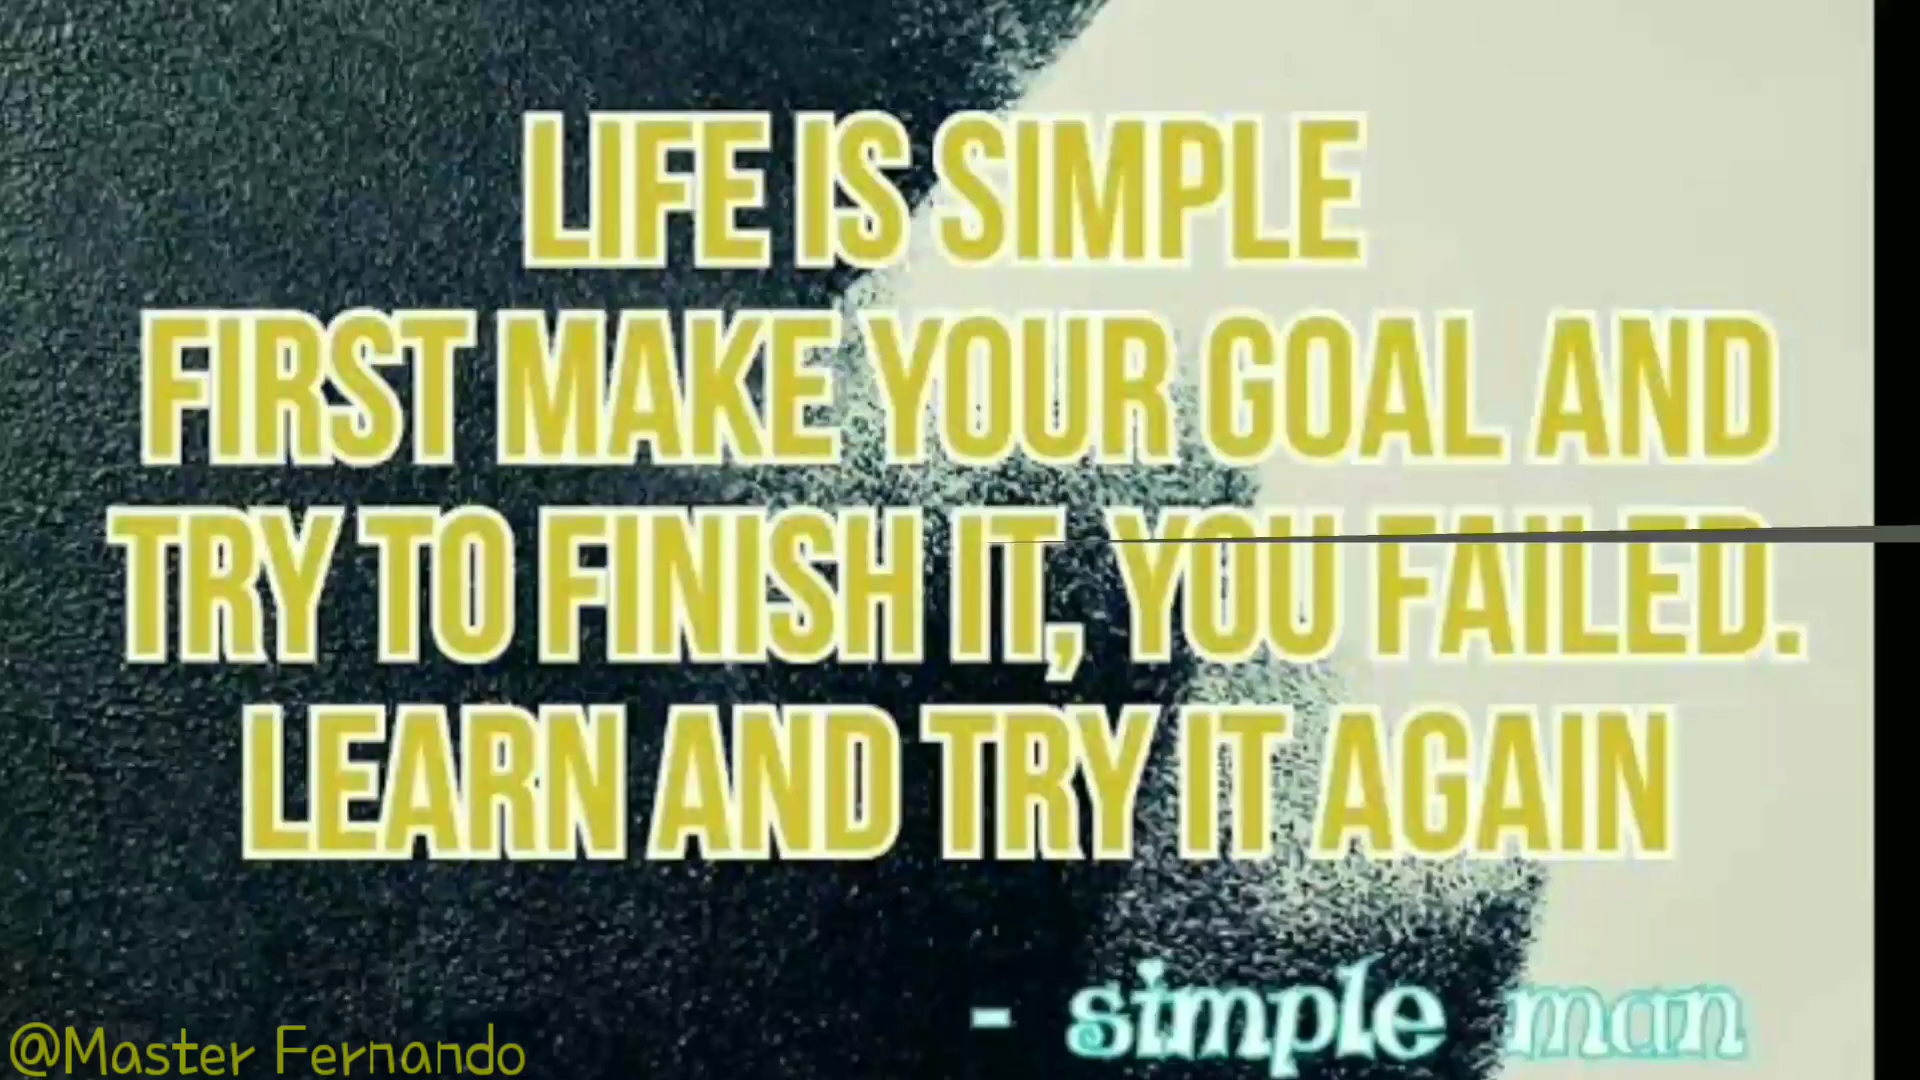 LIFE IS SIMPLE
FIRST MAKE YOUR GOAL AND
TRY TO FINISH IT, YOU FAILED.
LEARN AND TRY IT AGAIN
- simple man
@Master Fernando